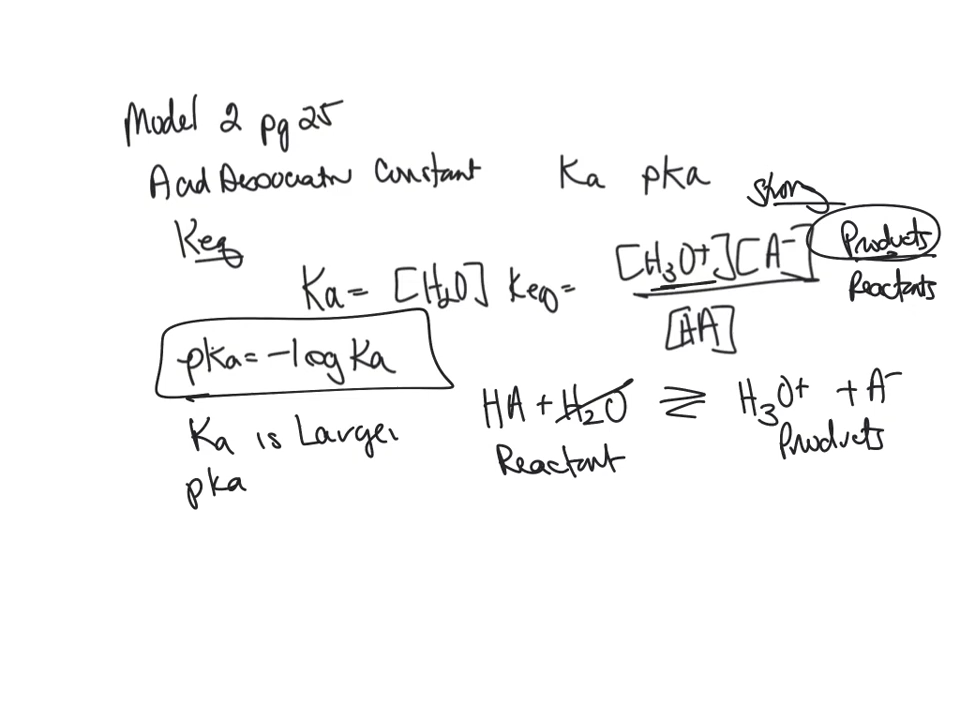 Model 2 pg 25
Acid Dissociatn Constant Ka pka
Strong
Keq
Products
Reactants
Ka = [H₂O] Keq = [H₃O+][A⁻]
[HA]
pKa = -log Ka
HA + H₂O ⇌ H₃O+ + A⁻
Ka is Larger
Reactant Products
pka